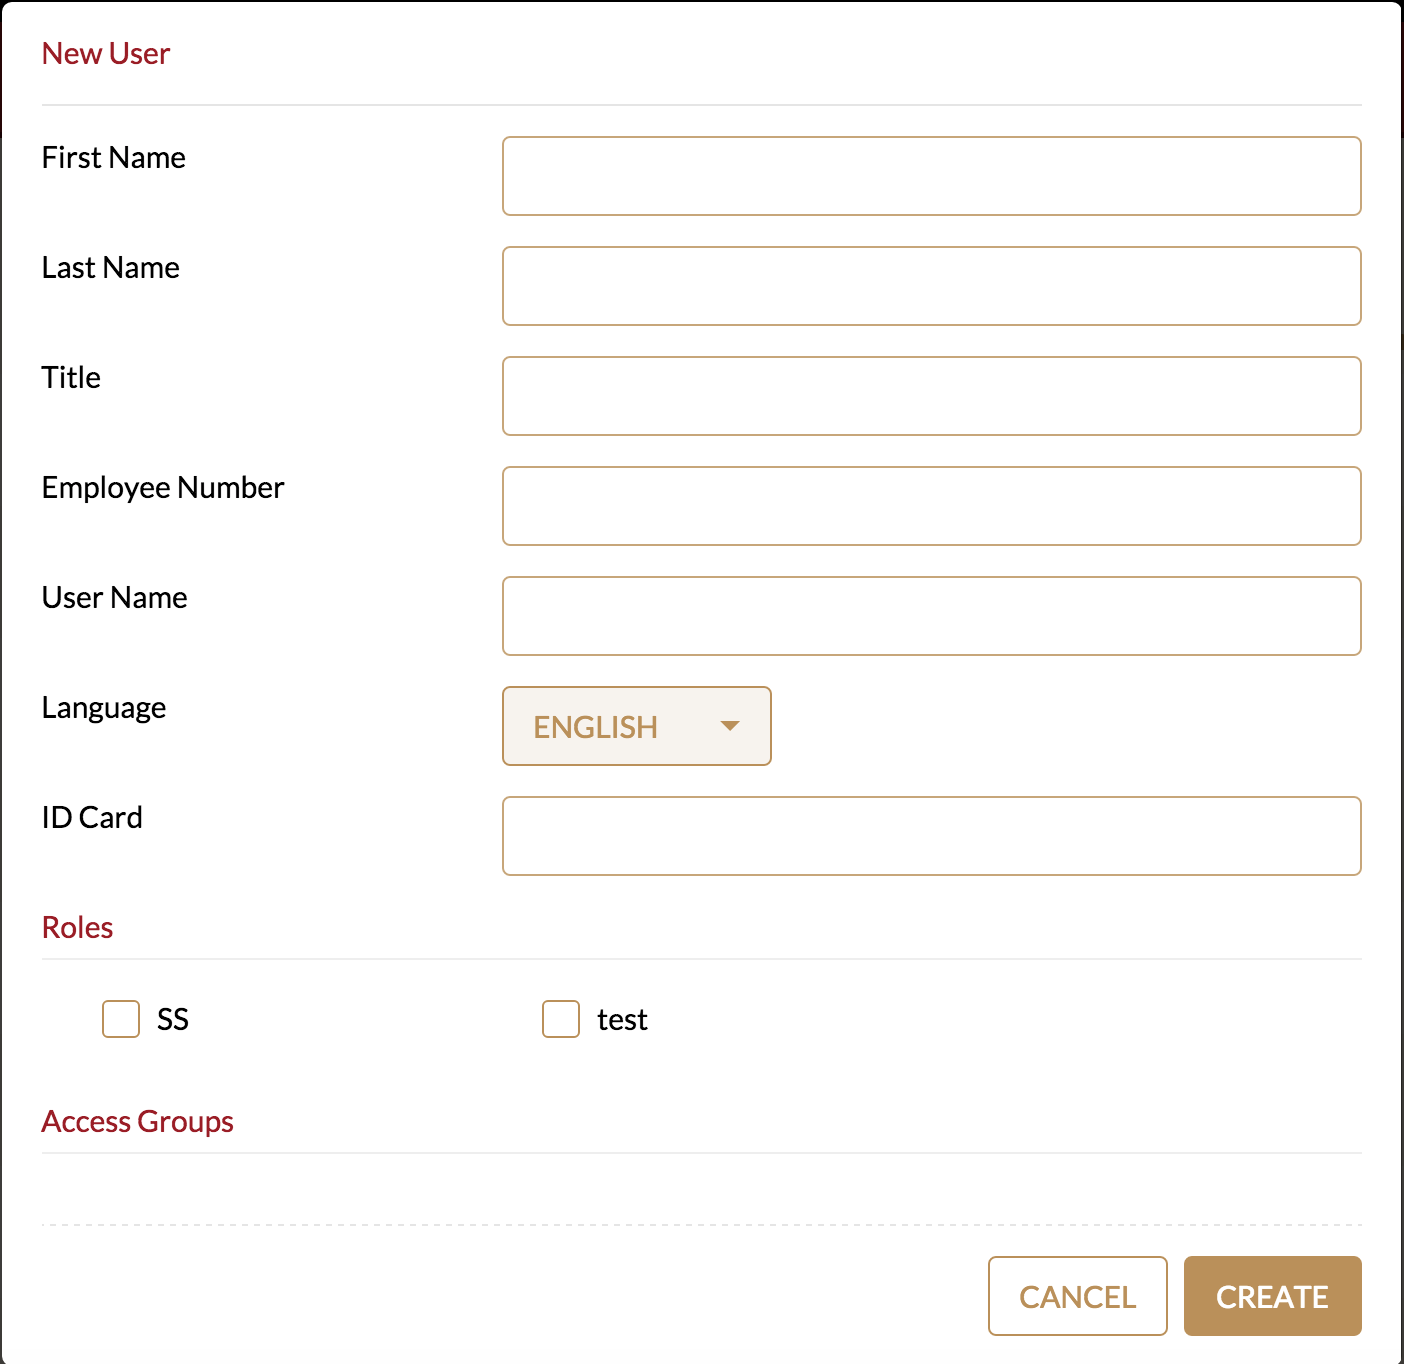 New User
First Name
Last Name
Title
Employee Number
User Name
Language
ENGLISH
ID Card
Roles
SS
test
Access Groups
CANCEL
CREATE